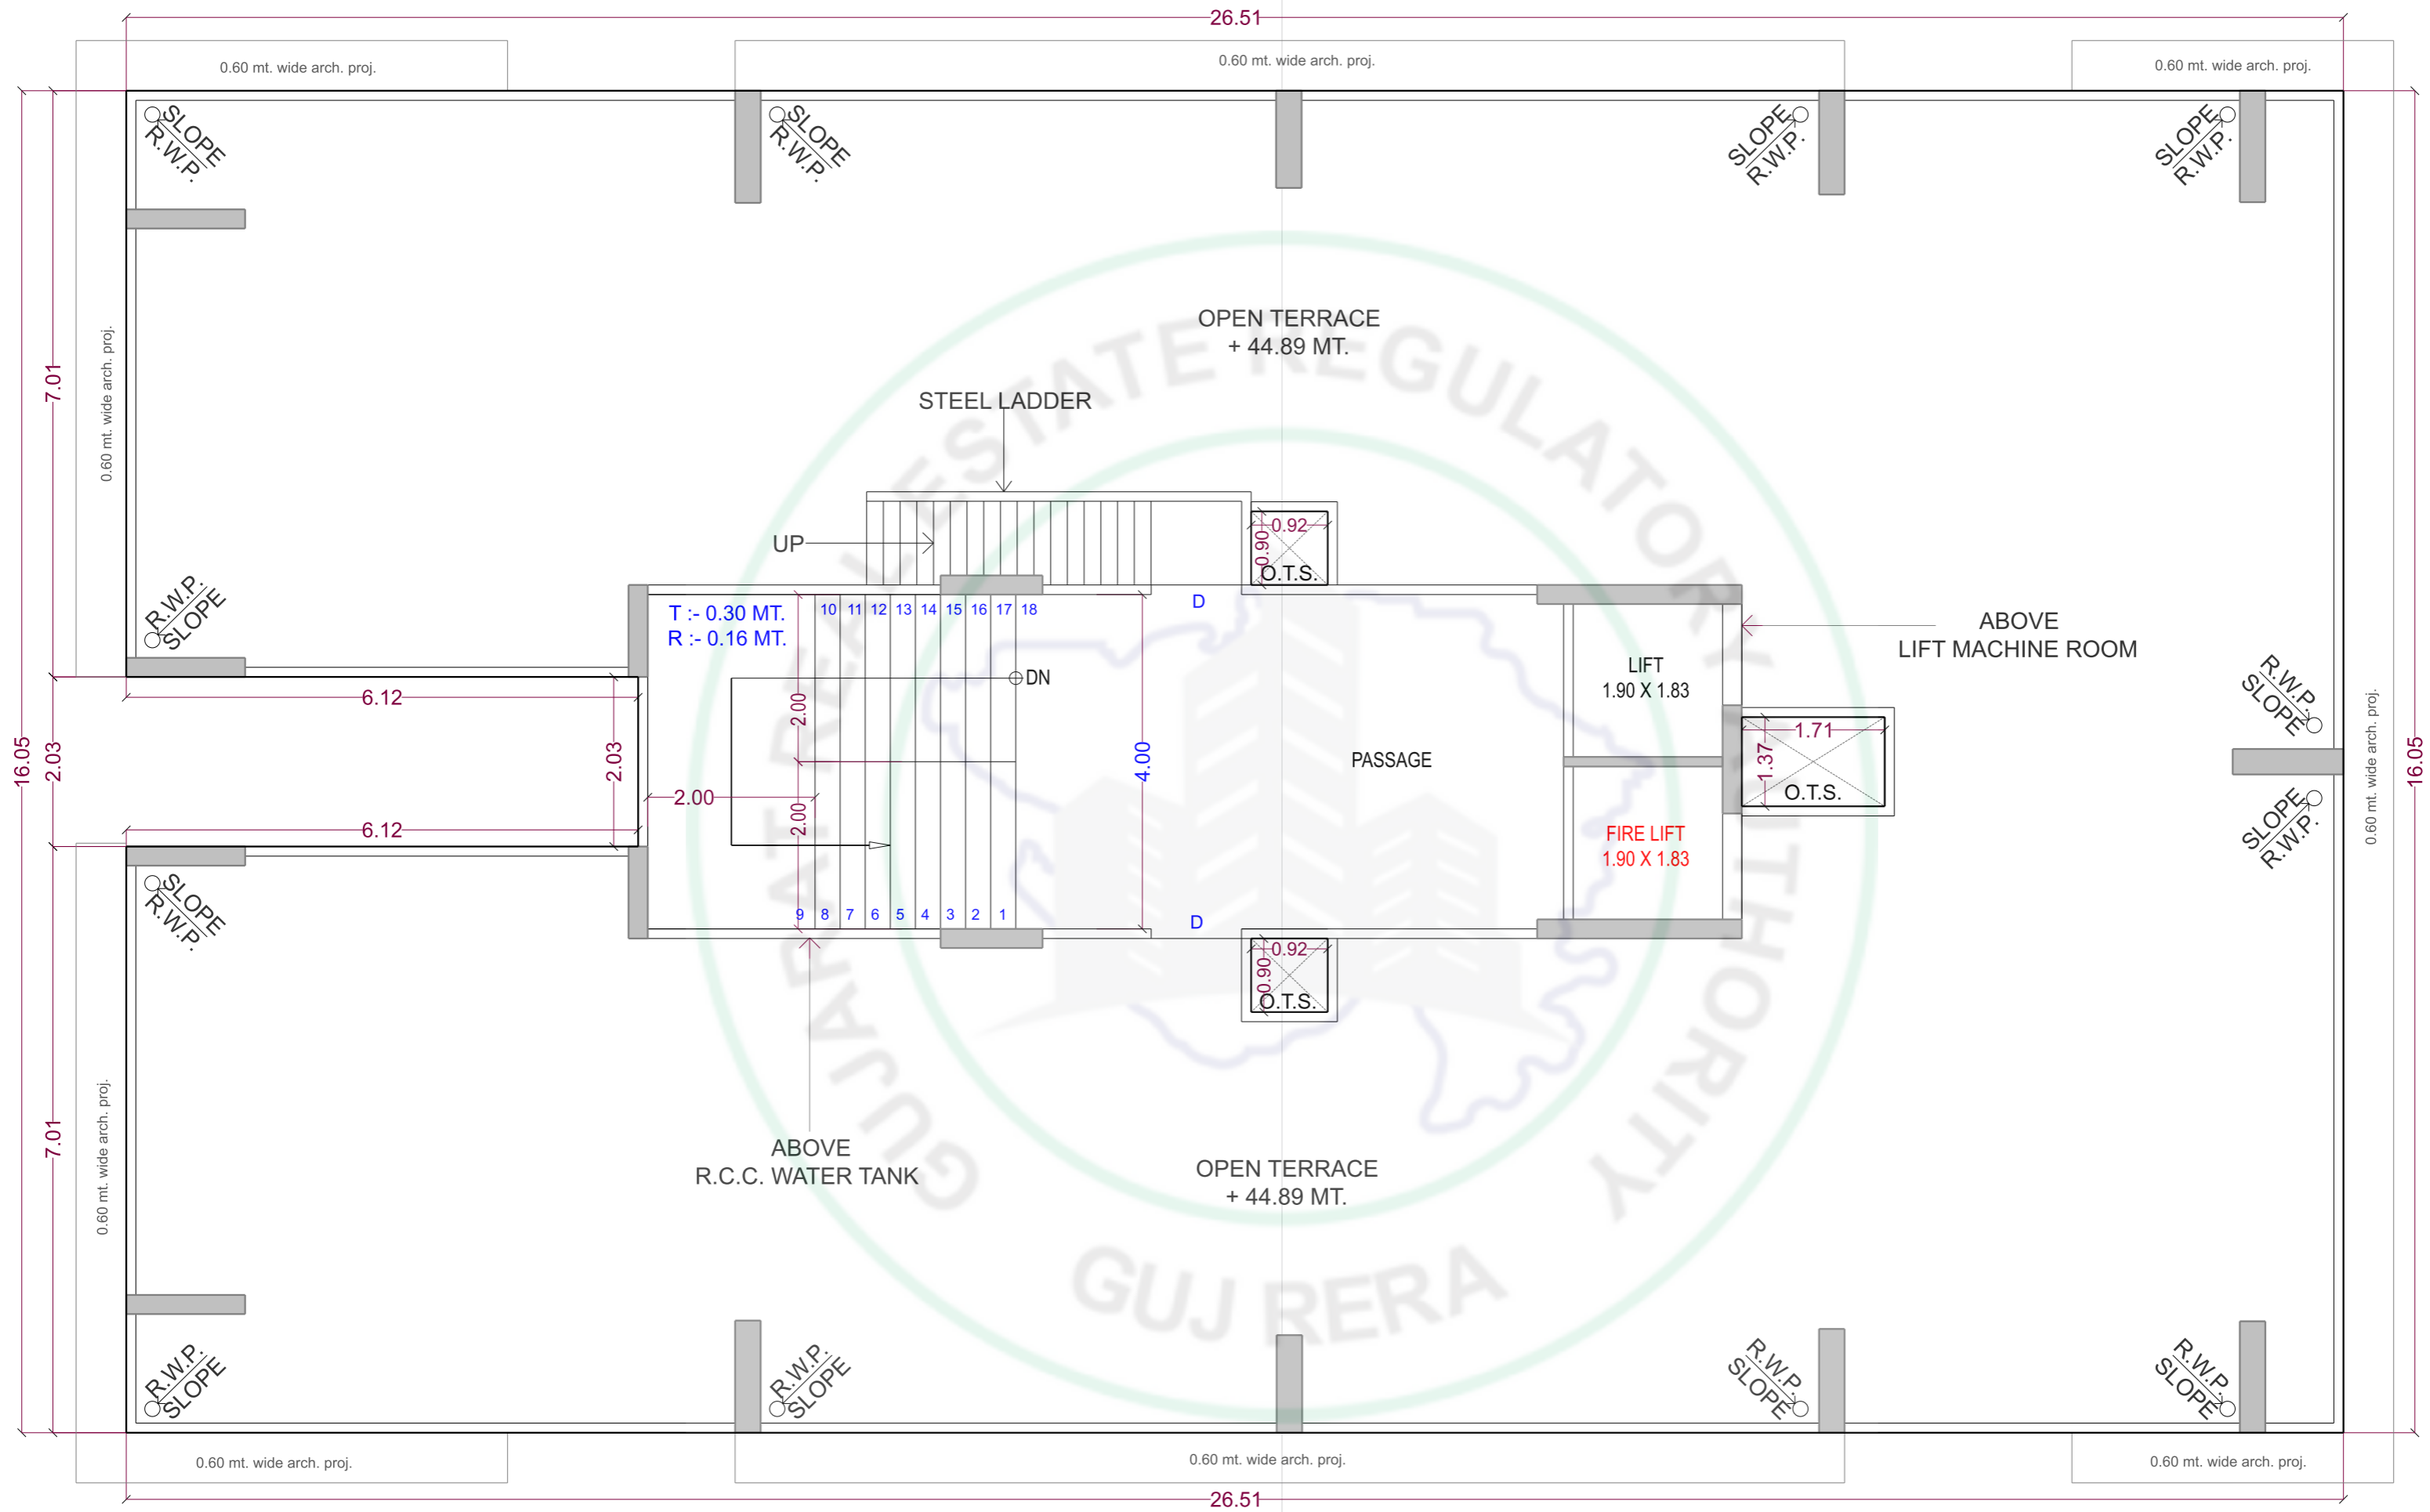 26.51
0.60 mt. wide arch. proj.
0.60 mt. wide arch. proj.
0.60 mt. wide arch. proj.
SLOPE
R.W.P.
SLOPE
R.W.P.
SLOPE
R.W.P.
SLOPE
R.W.P.
OPEN TERRACE
+ 44.89 MT.
7.01
0.60 mt. wide arch. proj.
STEEL LADDER
UP
0.92
0.90
O.T.S.
R.W.P.
SLOPE
T :- 0.30 MT.
R :- 0.16 MT.
10 11 12 13 14 15 16 17 18
D
ABOVE
LIFT MACHINE ROOM
LIFT
1.90 X 1.83
DN
6.12
2.00
R.W.P.
SLOPE
16.05
2.03
2.03
4.00
PASSAGE
1.71
1.37
O.T.S.
16.05
0.60 mt. wide arch. proj.
2.00
2.00
6.12
FIRE LIFT
1.90 X 1.83
SLOPE
R.W.P.
SLOPE
R.W.P.
9 8 7 6 5 4 3 2 1
D
0.92
0.90
O.T.S.
7.01
0.60 mt. wide arch. proj.
ABOVE
R.C.C. WATER TANK
OPEN TERRACE
+ 44.89 MT.
R.W.P.
SLOPE
R.W.P.
SLOPE
R.W.P.
SLOPE
R.W.P.
SLOPE
0.60 mt. wide arch. proj.
0.60 mt. wide arch. proj.
0.60 mt. wide arch. proj.
26.51
GUJARAT REAL ESTATE REGULATORY AUTHORITY
GUJ RERA